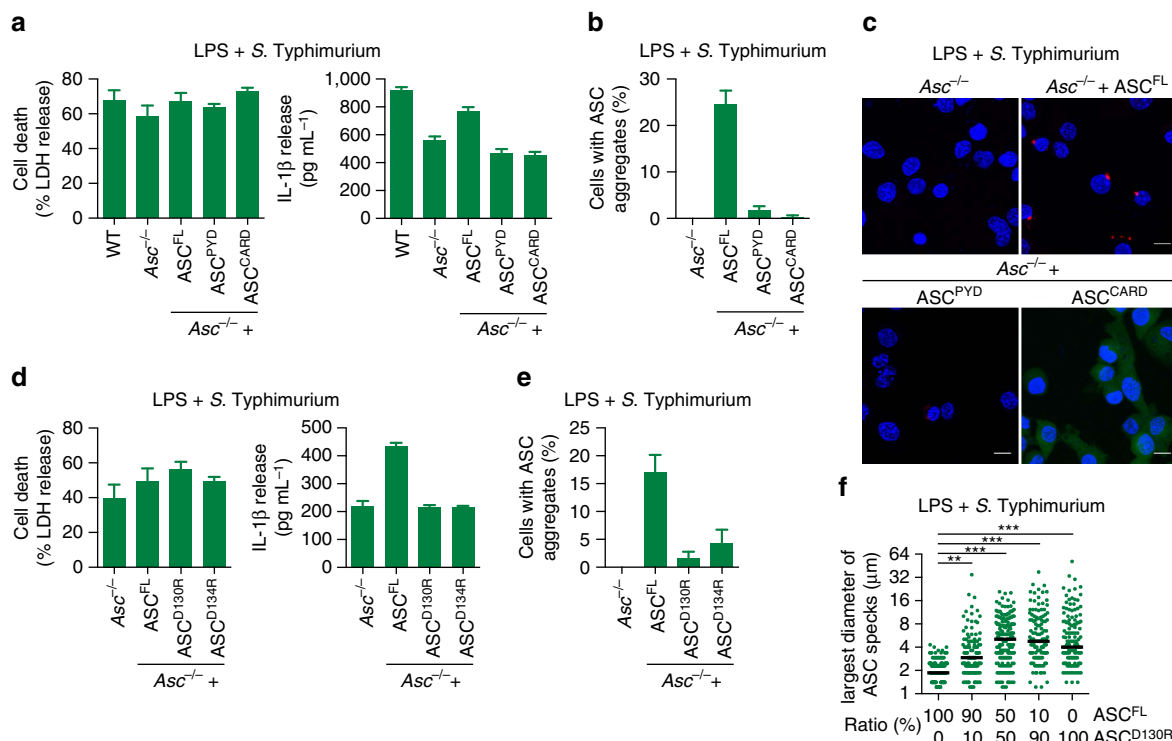 a
LPS + S. Typhimurium
Cell death
(% LDH release)
80
60
40
20
0
WT
Asc–/–
ASCFL
ASCPYD
ASCCARD
Asc–/– +
IL-1β release
(pg mL–1)
1,000
800
600
400
200
0
WT
Asc–/–
ASCFL
ASCPYD
ASCCARD
Asc–/– +
b
LPS + S. Typhimurium
Cells with ASC
aggregates (%)
30
20
10
0
Asc–/–
ASCFL
ASCPYD
ASCCARD
Asc–/– +
c
LPS + S. Typhimurium
Asc–/–
Asc–/– + ASCFL
Asc–/– +
ASCPYD
ASCCARD
d
LPS + S. Typhimurium
Cell death
(% LDH release)
80
60
40
20
0
Asc–/–
ASCFL
ASCD130R
ASCD134R
Asc–/– +
IL-1β release
(pg mL–1)
500
400
300
200
100
0
Asc–/–
ASCFL
ASCD130R
ASCD134R
Asc–/– +
e
LPS + S. Typhimurium
Cells with ASC
aggregates (%)
25
20
15
10
5
0
Asc–/–
ASCFL
ASCD130R
ASCD134R
Asc–/– +
f
LPS + S. Typhimurium
***
***
***
**
largest diameter of
ASC specks (μm)
64
32
16
8
4
2
1
Ratio (%)
100 90 50 10 0 ASCFL
0 10 50 90 100 ASCD130R